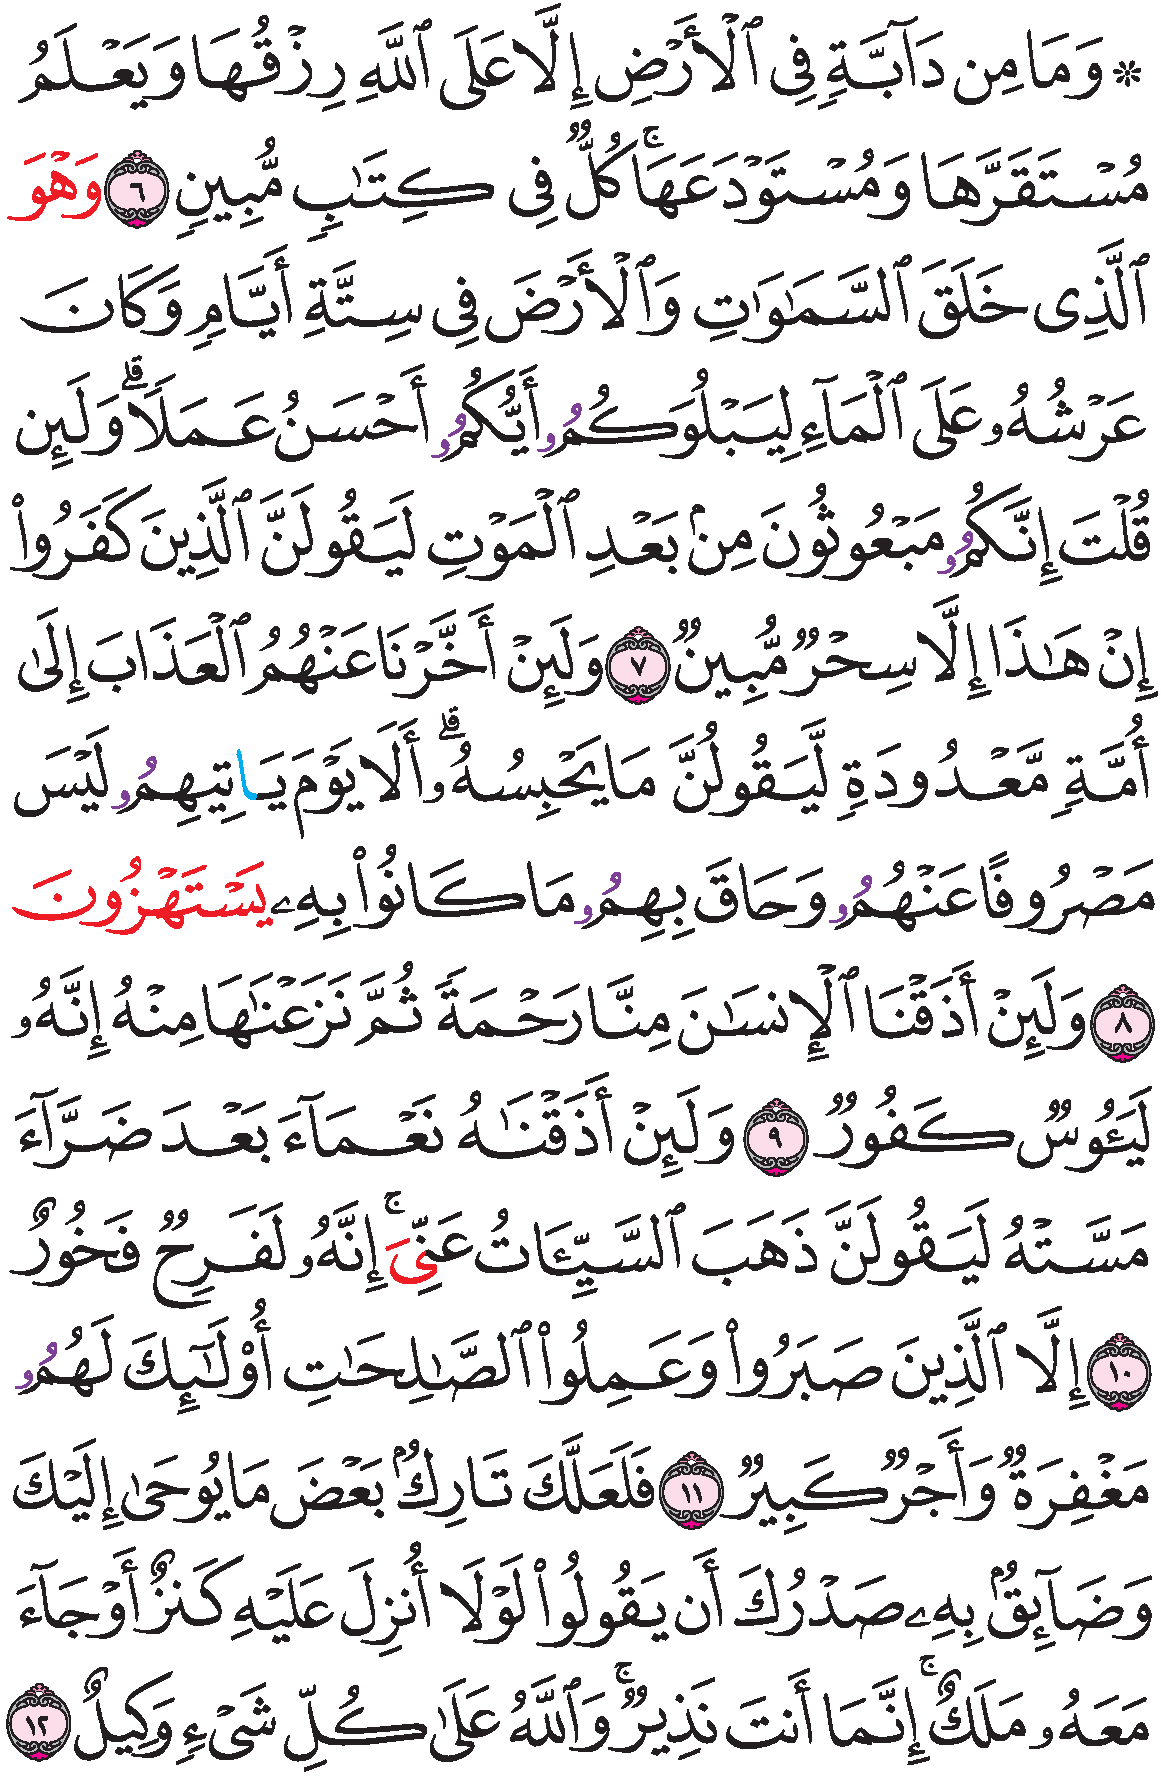 ۞ وَمَا مِن دَآبَّةٍ فِى ٱلْأَرْضِ إِلَّا عَلَى ٱللَّهِ رِزْقُهَا وَيَعْلَمُ
مُسْتَقَرَّهَا وَمُسْتَوْدَعَهَا ۚ كُلٌّ فِى كِتَٰبٍ مُّبِينٍ ٦ وَهْوَ
ٱلَّذِى خَلَقَ ٱلسَّمَٰوَٰتِ وَٱلْأَرْضَ فِى سِتَّةِ أَيَّامٍ وَكَانَ
عَرْشُهُۥ عَلَى ٱلْمَآءِ لِيَبْلُوَكُمُۥ أَيُّكُمُۥ أَحْسَنُ عَمَلًا ۗ وَلَئِن
قُلْتَ إِنَّكُمُۥ مَبْعُوثُونَ مِنۢ بَعْدِ ٱلْمَوْتِ لَيَقُولَنَّ ٱلَّذِينَ كَفَرُوا۟
إِنْ هَٰذَا إِلَّا سِحْرٌ مُّبِينٌ ٧ وَلَئِنْ أَخَّرْنَا عَنْهُمُ ٱلْعَذَابَ إِلَىٰ
أُمَّةٍ مَّعْدُودَةٍ لَّيَقُولُنَّ مَا يَحْبِسُهُۥ ۗ أَلَا يَوْمَ يَاتِيهِمُۥ لَيْسَ
مَصْرُوفًا عَنْهُمُۥ وَحَاقَ بِهِمُۥ مَا كَانُوا۟ بِهِۦ يَسْتَهْزُونَ
٨ وَلَئِنْ أَذَقْنَا ٱلْإِنسَٰنَ مِنَّا رَحْمَةً ثُمَّ نَزَعْنَٰهَا مِنْهُ إِنَّهُۥ
لَيَـُٔوسٌ كَفُورٌ ٩ وَلَئِنْ أَذَقْنَٰهُ نَعْمَآءَ بَعْدَ ضَرَّآءَ
مَسَّتْهُ لَيَقُولَنَّ ذَهَبَ ٱلسَّيِّـَٔاتُ عَنِّىَ ۚ إِنَّهُۥ لَفَرِحٌ فَخُورٌ
١٠ إِلَّا ٱلَّذِينَ صَبَرُوا۟ وَعَمِلُوا۟ ٱلصَّٰلِحَٰتِ أُو۟لَٰٓئِكَ لَهُمُۥ
مَغْفِرَةٌ وَأَجْرٌ كَبِيرٌ ١١ فَلَعَلَّكَ تَارِكٌۢ بَعْضَ مَا يُوحَىٰ إِلَيْكَ
وَضَآئِقٌۢ بِهِۦ صَدْرُكَ أَن يَقُولُوا۟ لَوْلَا أُنزِلَ عَلَيْهِ كَنزٌ أَوْ جَآءَ
مَعَهُۥ مَلَكٌ ۚ إِنَّمَا أَنتَ نَذِيرٌ ۚ وَٱللَّهُ عَلَىٰ كُلِّ شَىْءٍ وَكِيلٌ ١٢